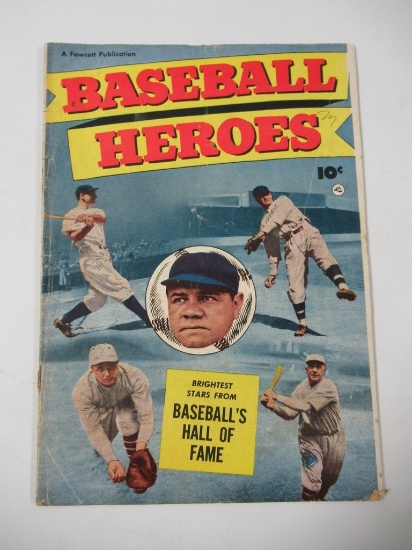 A Fawcett Publication
BASEBALL
HEROES
10¢
BRIGHTEST
STARS FROM
BASEBALL'S
HALL OF
FAME